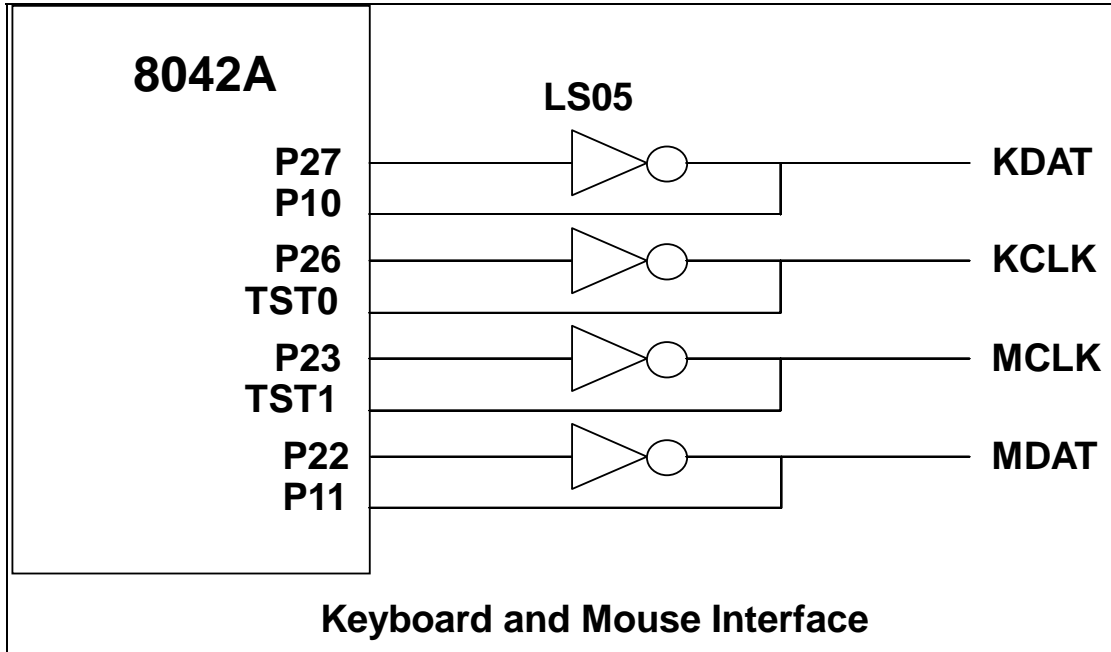 8042A
LS05
P27
KDAT
P10
P26
KCLK
TST0
P23
MCLK
TST1
P22
MDAT
P11
Keyboard and Mouse Interface